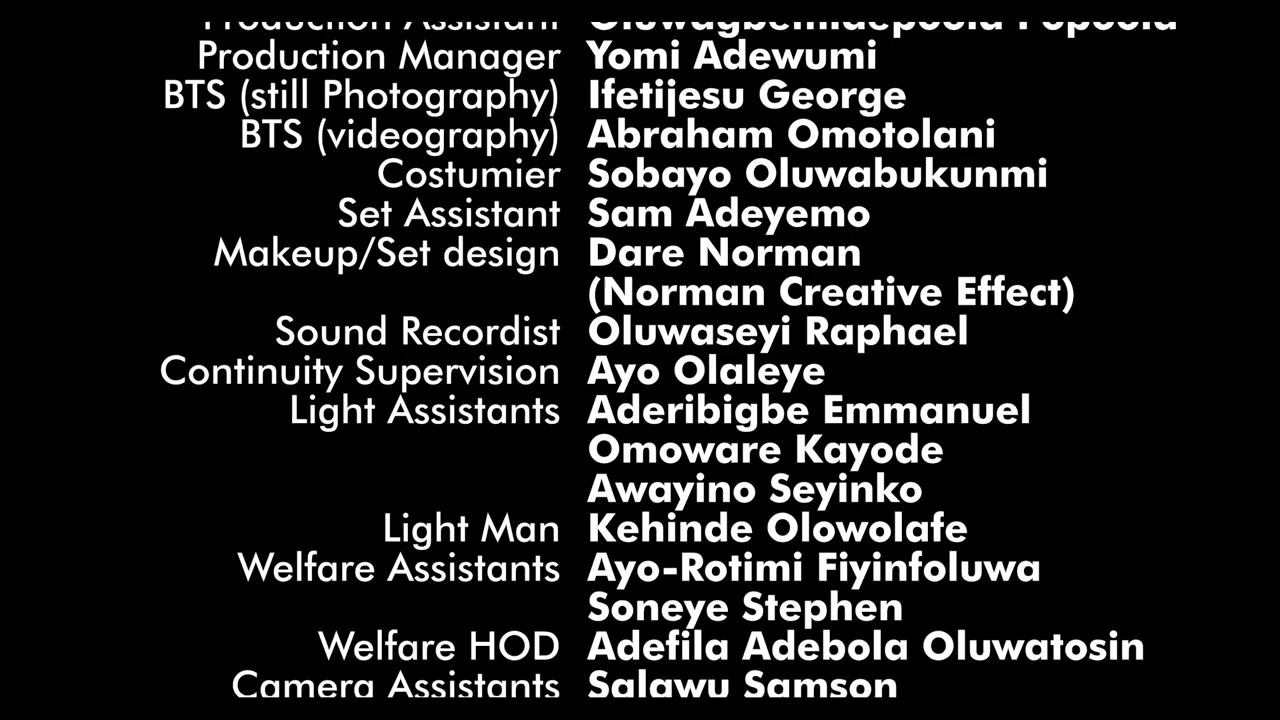 Production Assistant
Production Manager Yomi Adewumi
BTS (still Photography) Ifetijesu George
BTS (videography) Abraham Omotolani
Costumier Sobayo Oluwabukunmi
Set Assistant Sam Adeyemo
Makeup/Set design Dare Norman
(Norman Creative Effect)
Sound Recordist Oluwaseyi Raphael
Continuity Supervision Ayo Olaleye
Light Assistants Aderibigbe Emmanuel
Omoware Kayode
Awayino Seyinko
Light Man Kehinde Olowolafe
Welfare Assistants Ayo-Rotimi Fiyinfoluwa
Soneye Stephen
Welfare HOD Adefila Adebola Oluwatosin
Camera Assistants Salawu Samson